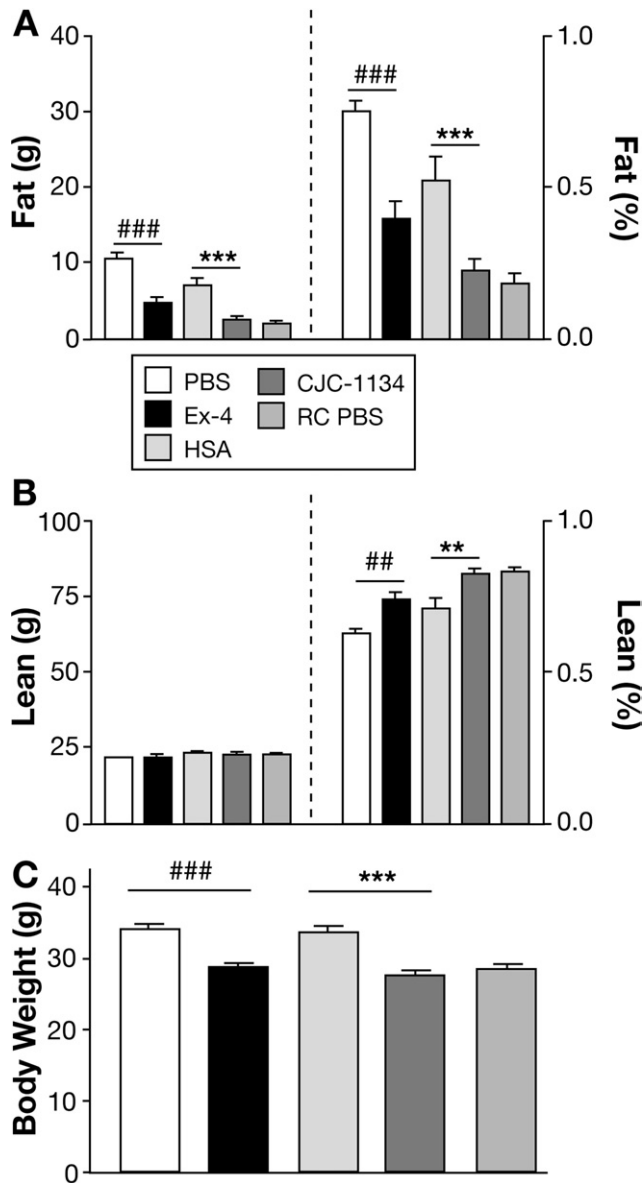 A
40
30
20
10
0
Fat (g)
###
###
***
***
1.0
0.5
0.0
Fat (%)
PBS
CJC-1134
Ex-4
RC PBS
HSA
B
100
75
50
25
0
Lean (g)
##
**
1.0
0.5
0.0
Lean (%)
C
40
30
20
10
0
Body Weight (g)
###
***